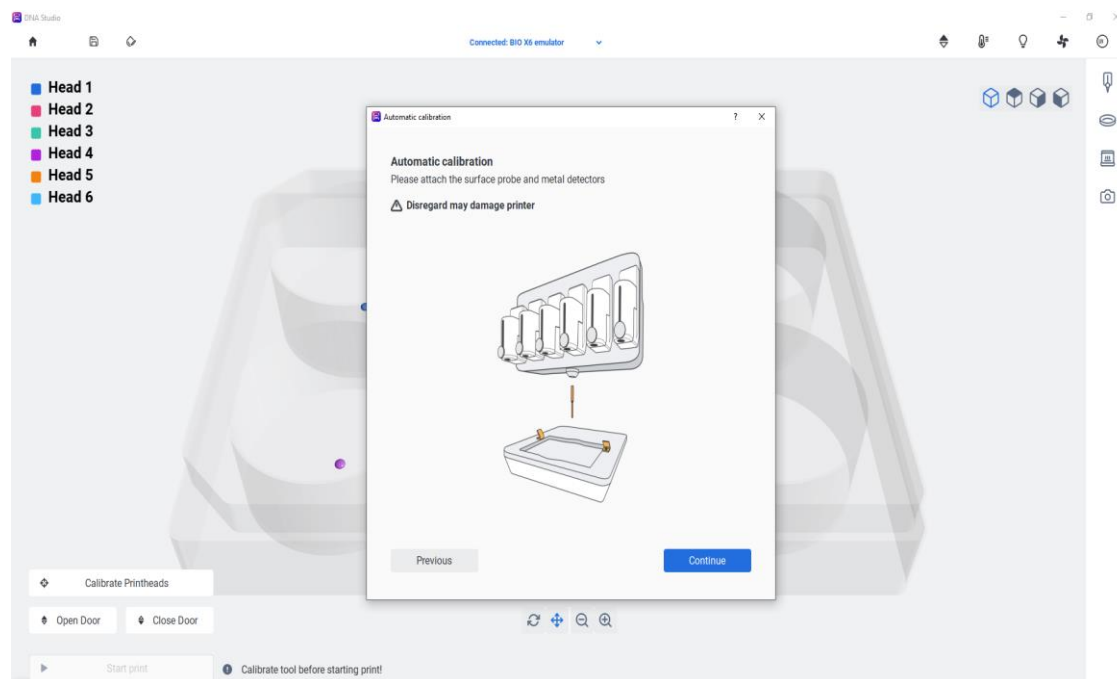 DNA Studio
Connected: BIO X6 emulator
Head 1
Head 2
Head 3
Head 4
Head 5
Head 6
Automatic calibration
?
X
Automatic calibration
Please attach the surface probe and metal detectors
Disregard may damage printer
Previous
Continue
Calibrate Printheads
Open Door
Close Door
Start print
Calibrate tool before starting print!